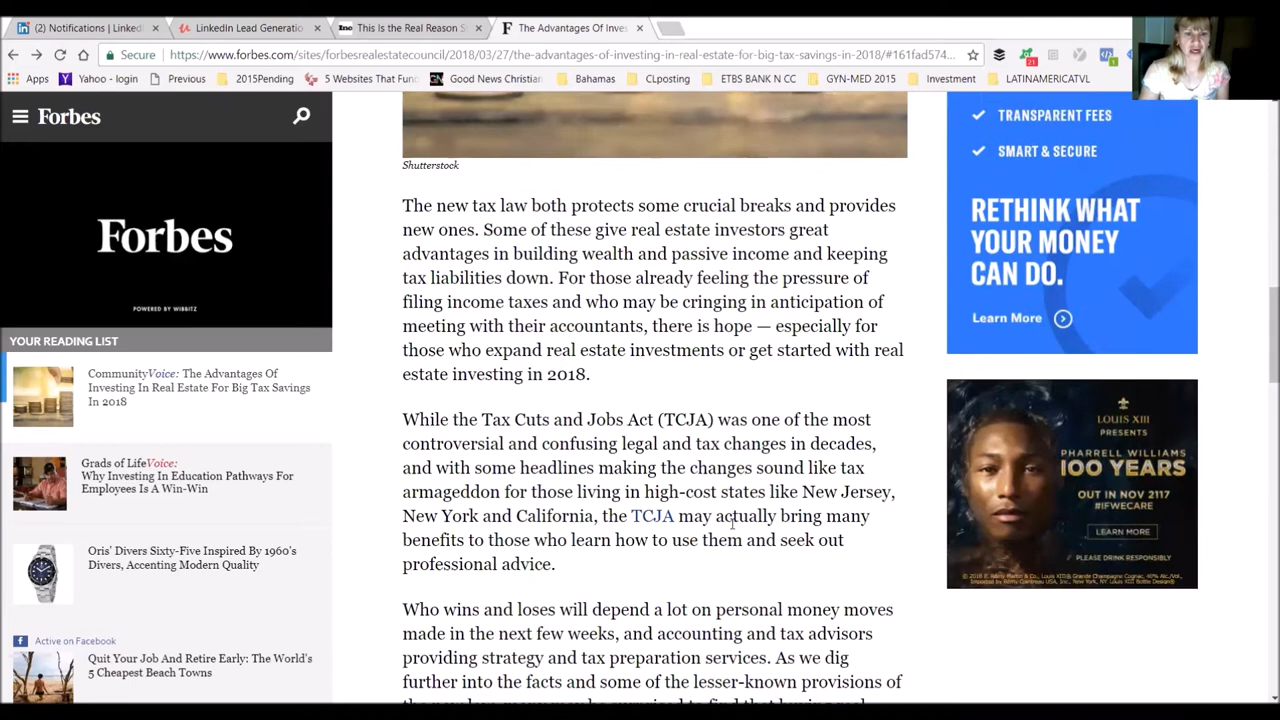 (2) Notifications | Linked
LinkedIn Lead Generatio
Inc
This Is the Real Reason S
F
The Advantages Of Inves
Secure
https://www.forbes.com/sites/forbesrealestatecouncil/2018/03/27/the-advantages-of-investing-in-real-estate-for-big-tax-savings-in-2018/#161fad574...
21
1
Apps
Yahoo - login
Previous
2015Pending
5 Websites That Func
Good News Christian
Bahamas
CLposting
ETBS BANK N CC
GYN-MED 2015
Investment
LATINAMERICATVL
Forbes
Forbes
POWERED BY WIBBITZ
YOUR READING LIST
CommunityVoice: The Advantages Of
Investing In Real Estate For Big Tax Savings
In 2018
Grads of LifeVoice:
Why Investing In Education Pathways For
Employees Is A Win-Win
Oris' Divers Sixty-Five Inspired By 1960's
Divers, Accenting Modern Quality
Active on Facebook
Quit Your Job And Retire Early: The World's
5 Cheapest Beach Towns
Shutterstock
The new tax law both protects some crucial breaks and provides
new ones. Some of these give real estate investors great
advantages in building wealth and passive income and keeping
tax liabilities down. For those already feeling the pressure of
filing income taxes and who may be cringing in anticipation of
meeting with their accountants, there is hope — especially for
those who expand real estate investments or get started with real
estate investing in 2018.
While the Tax Cuts and Jobs Act (TCJA) was one of the most
controversial and confusing legal and tax changes in decades,
and with some headlines making the changes sound like tax
armageddon for those living in high-cost states like New Jersey,
New York and California, the TCJA may actually bring many
benefits to those who learn how to use them and seek out
professional advice.
Who wins and loses will depend a lot on personal money moves
made in the next few weeks, and accounting and tax advisors
providing strategy and tax preparation services. As we dig
further into the facts and some of the lesser-known provisions of
TRANSPARENT FEES
SMART & SECURE
RETHINK WHAT
YOUR MONEY
CAN DO.
Learn More
LOUIS XIII
PRESENTS
PHARRELL WILLIAMS
100 YEARS
OUT IN NOV 2117
#IFWECARE
LEARN MORE
PLEASE DRINK RESPONSIBLY